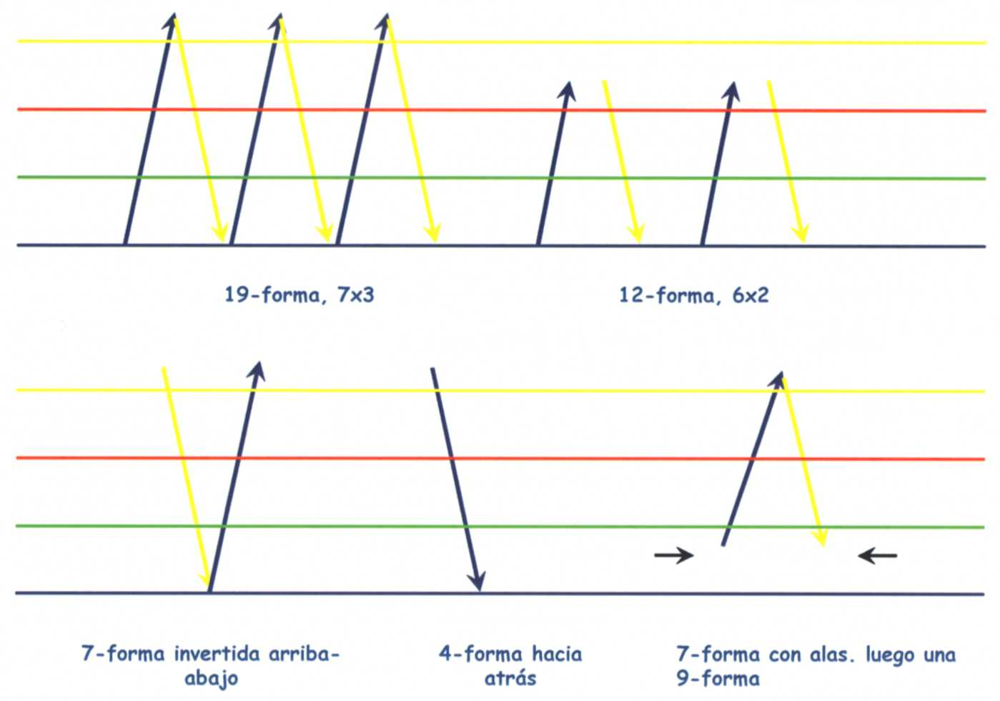 19-forma, 7x3
12-forma, 6x2
7-forma invertida arriba-
abajo
4-forma hacia
atrás
7-forma con alas. luego una
9-forma